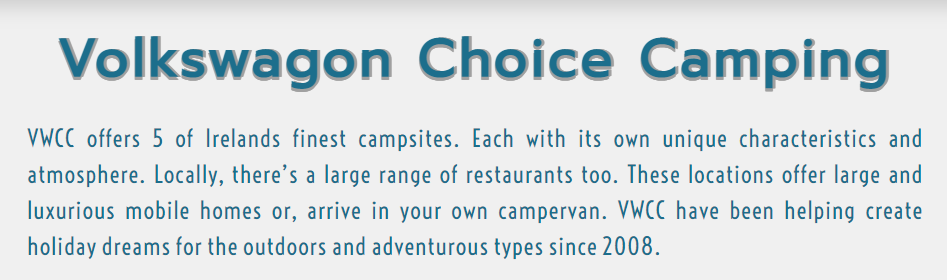 Volkswagon Choice Camping
VWCC offers 5 of Irelands finest campsites. Each with its own unique characteristics and
atmosphere. Locally, there’s a large range of restaurants too. These locations offer large and
luxurious mobile homes or, arrive in your own campervan. VWCC have been helping create
holiday dreams for the outdoors and adventurous types since 2008.